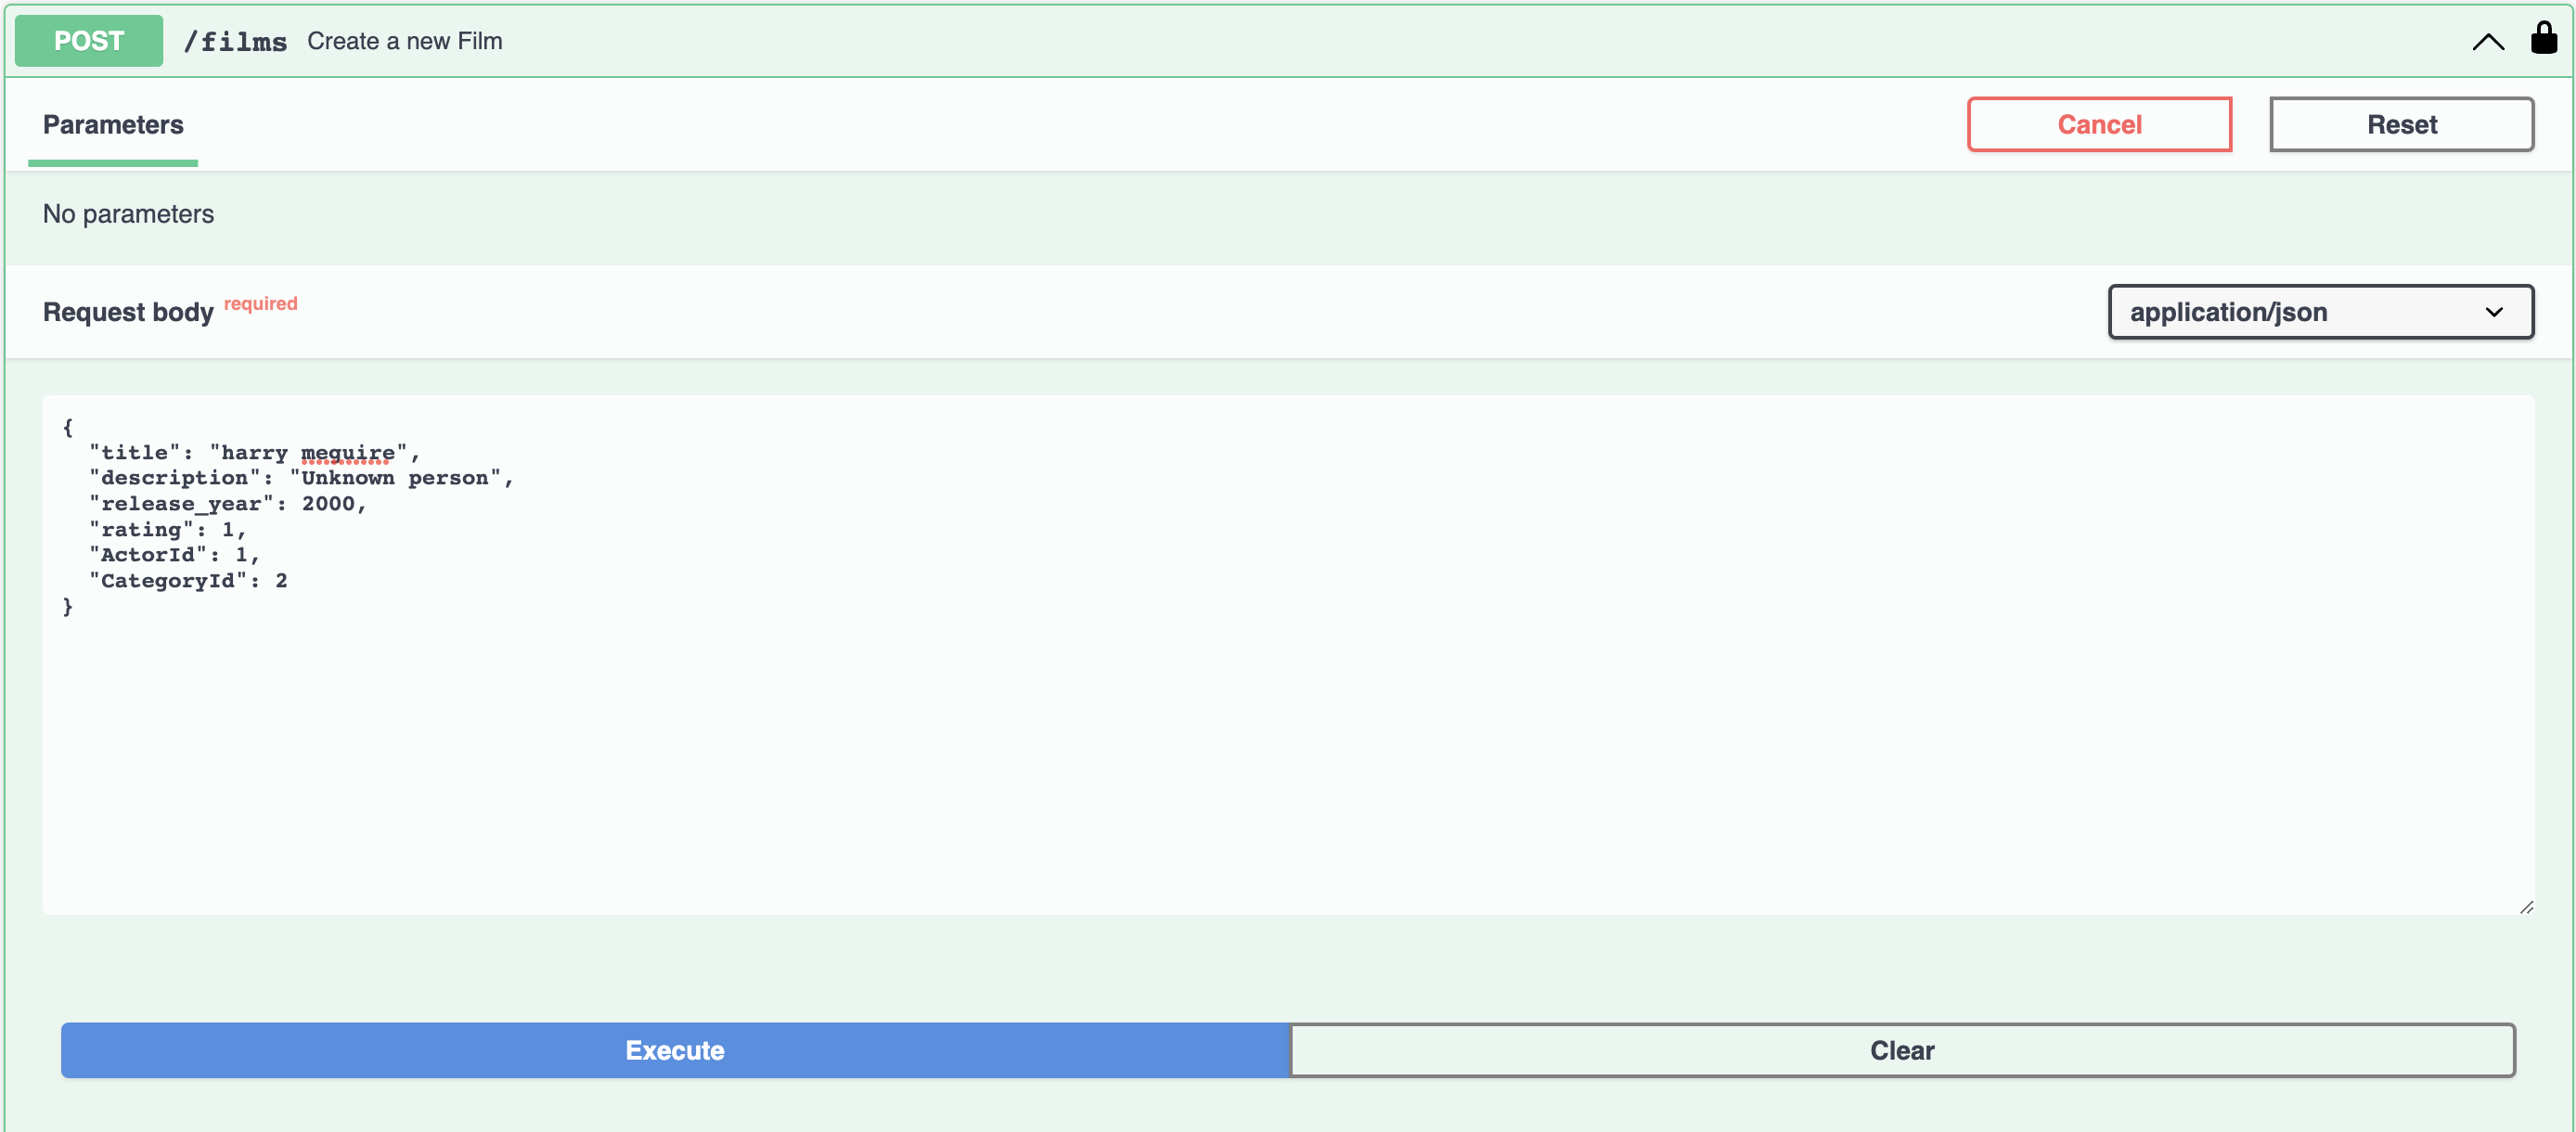 POST /films Create a new Film
Parameters
Cancel
Reset
No parameters
Request body required
application/json
{
  "title": "harry meguire",
  "description": "Unknown person",
  "release_year": 2000,
  "rating": 1,
  "ActorId": 1,
  "CategoryId": 2
}
Execute
Clear